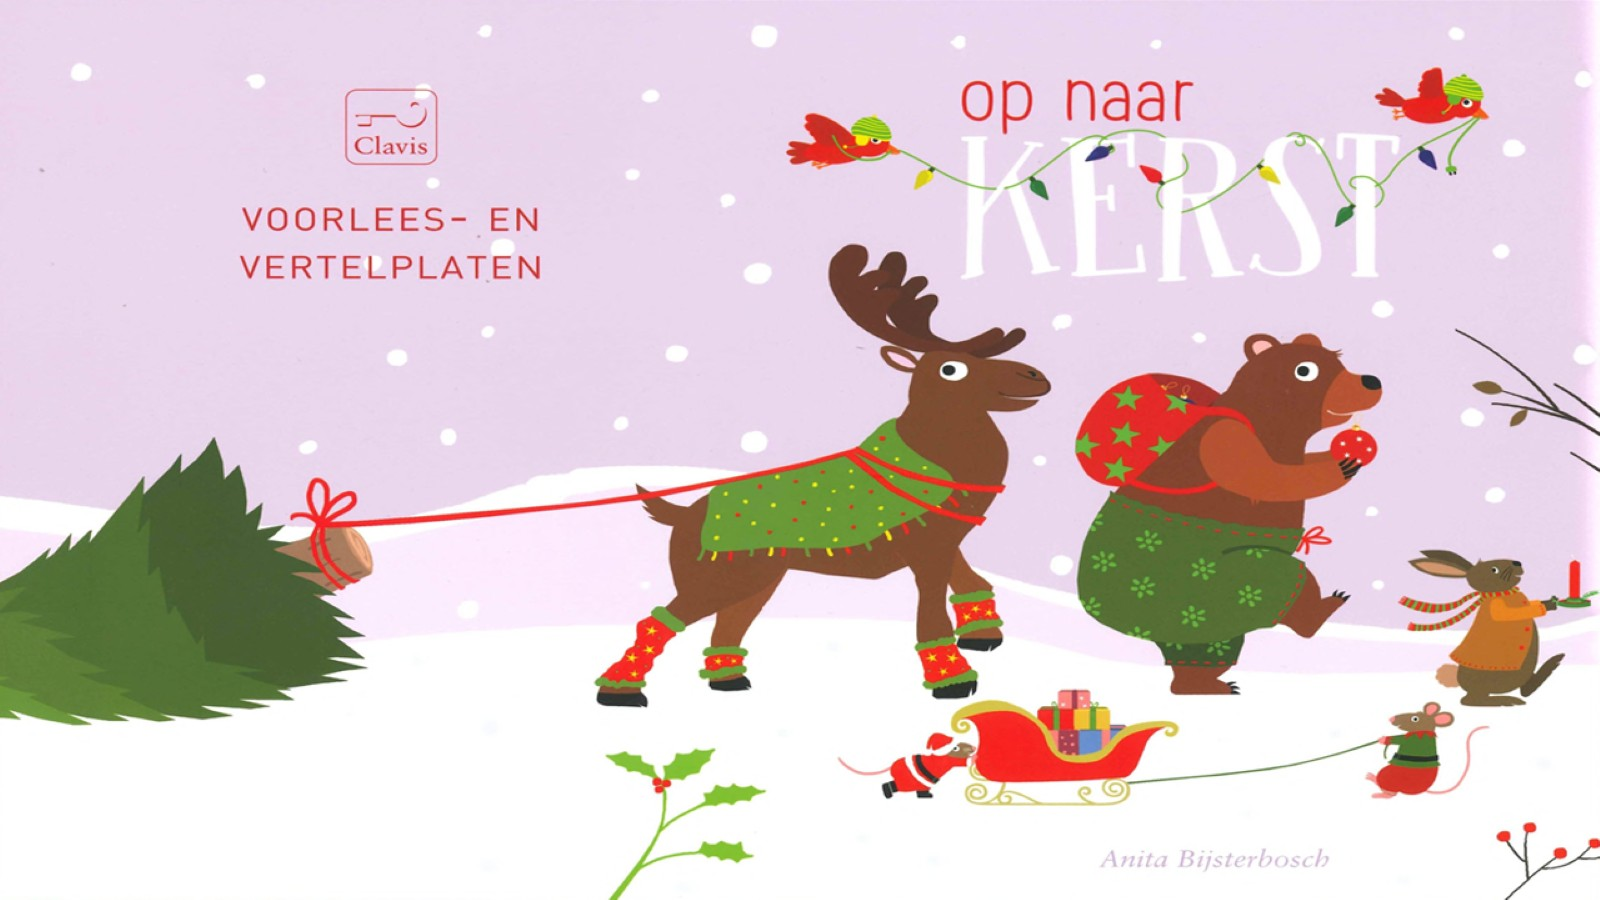 Clavis
VOORLEES- EN
VERTELPLATEN
op naar
KERST
Anita Bijsterbosch